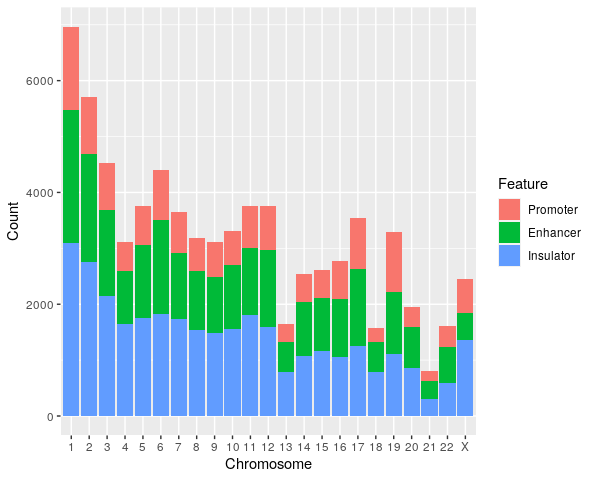 6000
4000
2000
0
Count
1 2 3 4 5 6 7 8 9 10 11 12 13 14 15 16 17 18 19 20 21 22 X
Chromosome
Feature
Promoter
Enhancer
Insulator